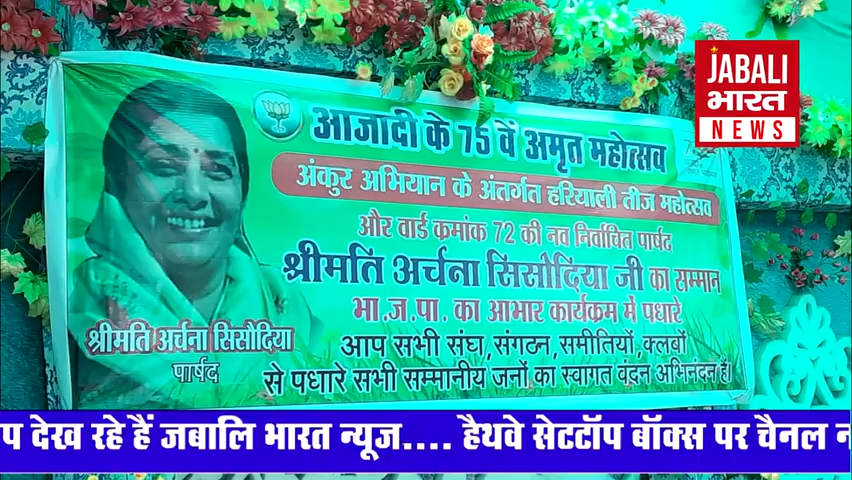 JABALI
भारत
NEWS
आजादी के 75 वें अमृत महोत्सव
अंकुर अभियान के अंतर्गत हरियाली तीज महोत्सव
और वार्ड क्रमांक 72 की नव निर्वाचित पार्षद
श्रीमति अर्चना सिसोदिया जी का सम्मान
भा.ज.पा. का आभार कार्यक्रम मे पधारे
आप सभी संघ,संगठन,समीतियों,क्लबों
से पधारे सभी सम्मानीय जनों का स्वागत वंदन अभिनंदन है।
श्रीमति अर्चना सिसोदिया
पार्षद
प देख रहे हैं जबालि भारत न्यूज.... हैथवे सेटटॉप बॉक्स पर चैनल न